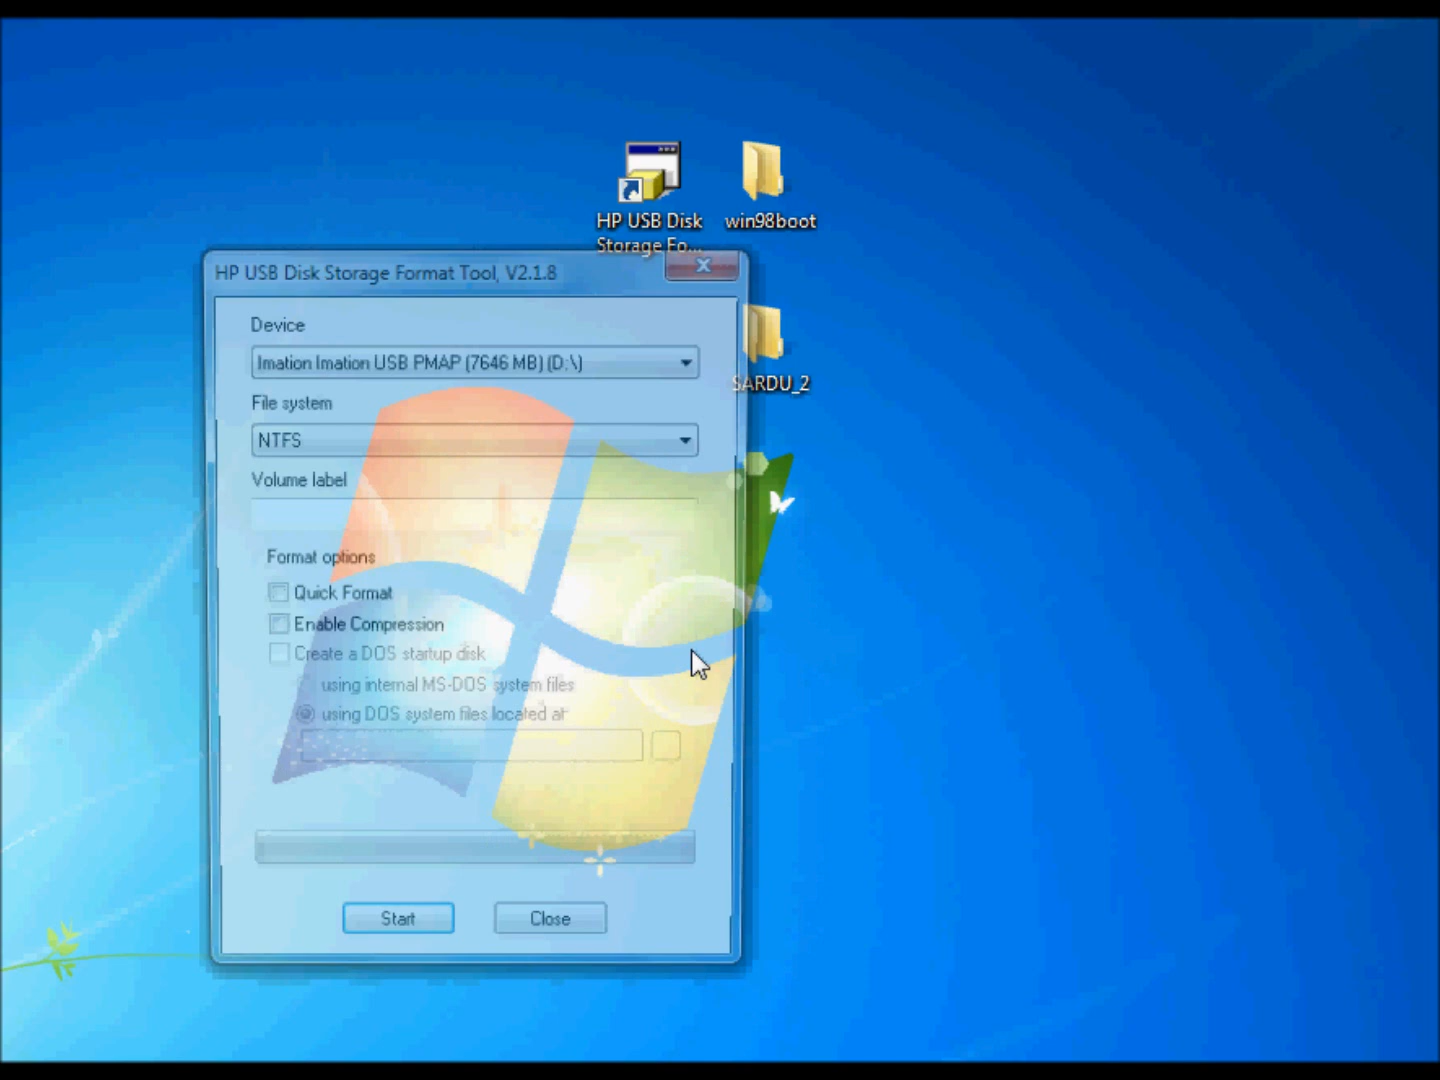 HP USB Disk
Storage Fo...
win98boot
HP USB Disk Storage Format Tool, V2.1.8
Device
Imation Imation USB PMAP (7646 MB) (D:\)
SARDU_2
File system
NTFS
Volume label
Format options
Quick Format
Enable Compression
Create a DOS startup disk
using internal MS-DOS system files
using DOS system files located at:
Start
Close